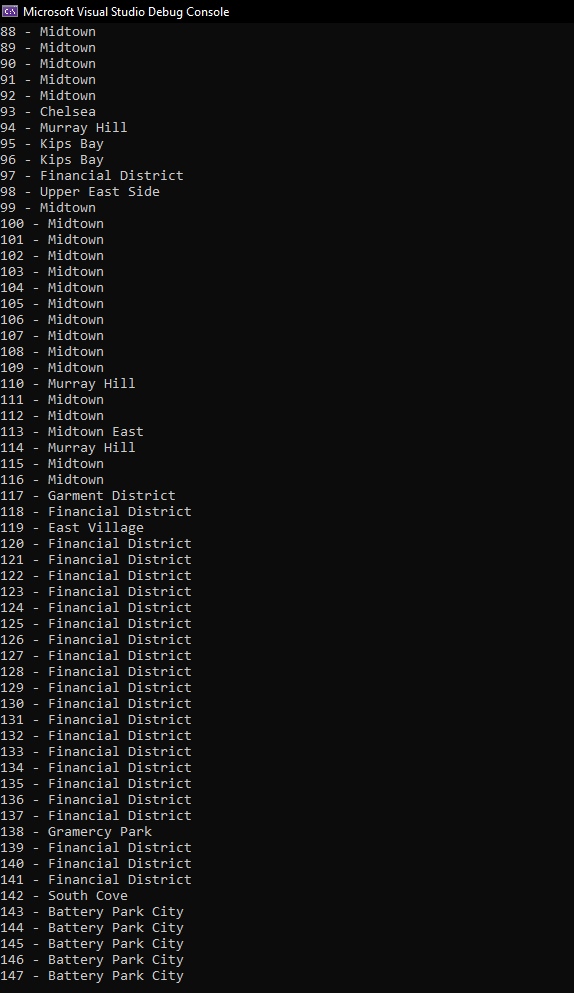 Microsoft Visual Studio Debug Console
88 - Midtown
89 - Midtown
90 - Midtown
91 - Midtown
92 - Midtown
93 - Chelsea
94 - Murray Hill
95 - Kips Bay
96 - Kips Bay
97 - Financial District
98 - Upper East Side
99 - Midtown
100 - Midtown
101 - Midtown
102 - Midtown
103 - Midtown
104 - Midtown
105 - Midtown
106 - Midtown
107 - Midtown
108 - Midtown
109 - Midtown
110 - Murray Hill
111 - Midtown
112 - Midtown
113 - Midtown East
114 - Murray Hill
115 - Midtown
116 - Midtown
117 - Garment District
118 - Financial District
119 - East Village
120 - Financial District
121 - Financial District
122 - Financial District
123 - Financial District
124 - Financial District
125 - Financial District
126 - Financial District
127 - Financial District
128 - Financial District
129 - Financial District
130 - Financial District
131 - Financial District
132 - Financial District
133 - Financial District
134 - Financial District
135 - Financial District
136 - Financial District
137 - Financial District
138 - Gramercy Park
139 - Financial District
140 - Financial District
141 - Financial District
142 - South Cove
143 - Battery Park City
144 - Battery Park City
145 - Battery Park City
146 - Battery Park City
147 - Battery Park City